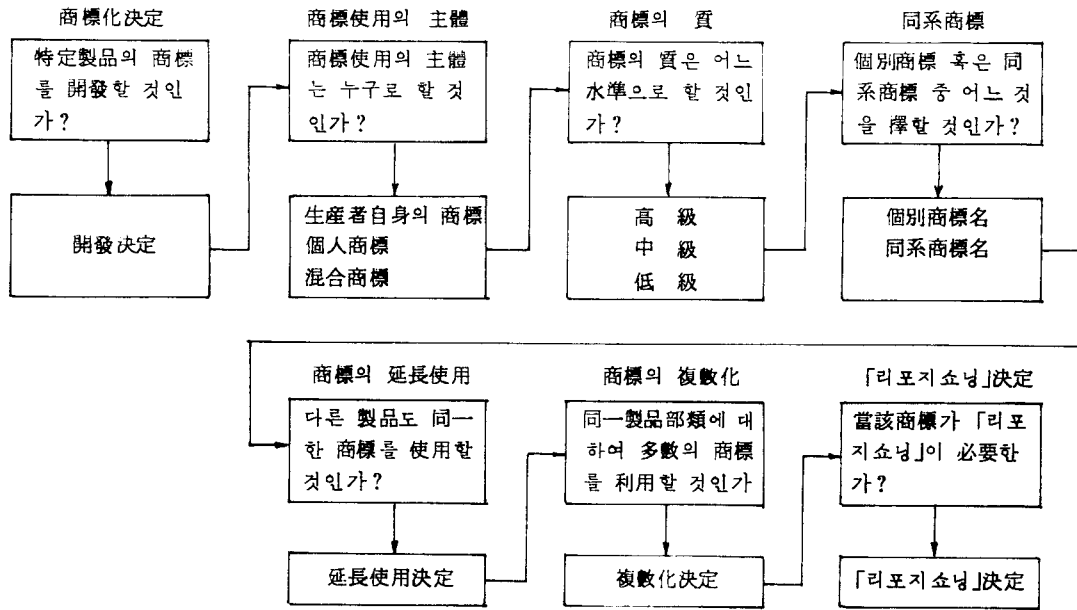 商標化決定
特定製品의 商標
를 開發할 것인
가?
開發決定
商標使用의 主體
商標使用의 主體
는 누구로 할 것
인가?
生産者自身의 商標
個人商標
混合商標
商標의 質
商標의 質은 어느
水準으로 할 것인
가?
高 級
中 級
低 級
同系商標
個別商標 혹은 同
系商標 중 어느 것
을 擇할 것인가?
個別商標名
同系商標名
商標의 延長使用
다른 製品도 同一
한 商標를 使用할
것인가?
延長使用決定
商標의 複數化
同一製品部類에 대
하여 多數의 商標
를 利用할 것인가
複數化決定
「리포지쇼닝」決定
當該商標가 「리포
지쇼닝」이 必要한
가?
「리포지쇼닝」決定